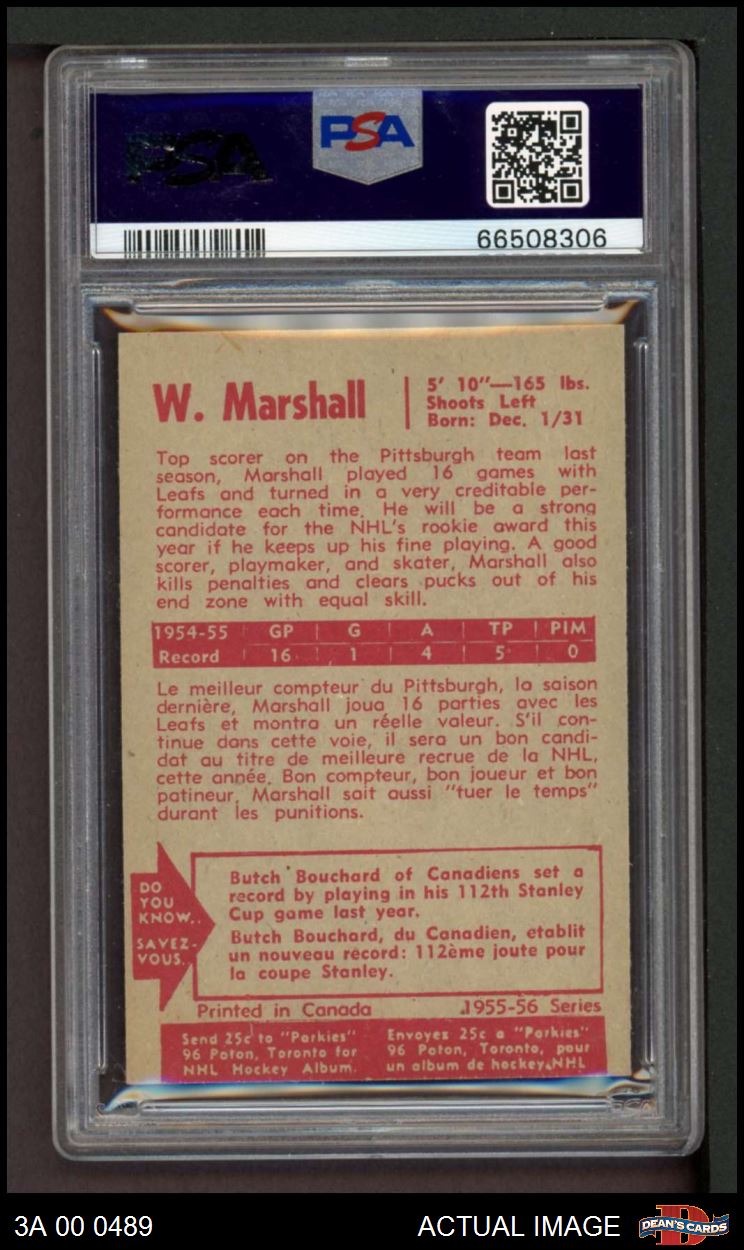 PSA
PSA
66508306
W. Marshall
5' 10"—165 lbs.
Shoots Left
Born: Dec. 1/31
Top scorer on the Pittsburgh team last
season, Marshall played 16 games with
Leafs and turned in a very creditable per-
formance each time. He will be a strong
candidate for the NHL's rookie award this
year if he keeps up his fine playing. A good
scorer, playmaker, and skater, Marshall also
kills penalties and clears pucks out of his
end zone with equal skill.
1954-55 GP G A TP PIM
Record 16 1 4 5 0
Le meilleur compteur du Pittsburgh, la saison
dernière, Marshall joua 16 parties avec les
Leafs et montra un réelle valeur. S'il con-
tinue dans cette voie, il sera un bon candi-
dat au titre de meilleure recrue de la NHL,
cette année. Bon compteur, bon joueur et bon
patineur, Marshall sait aussi "tuer le temps"
durant les punitions.
DO
YOU
KNOW..
SAVEZ-
VOUS..
Butch Bouchard of Canadiens set a
record by playing in his 112th Stanley
Cup game last year.
Butch Bouchard, du Canadien, etablit
un nouveau record: 112ème joute pour
la coupe Stanley.
Printed in Canada 1955-56 Series
Send 25c to "Parkies"
96 Paton, Toronto for
NHL Hockey Album.
Envoyez 25c a "Parkies"
96 Paton, Toronto, pour
un album de hockey NHL
3A 00 0489
ACTUAL IMAGE
DEAN'S CARDS